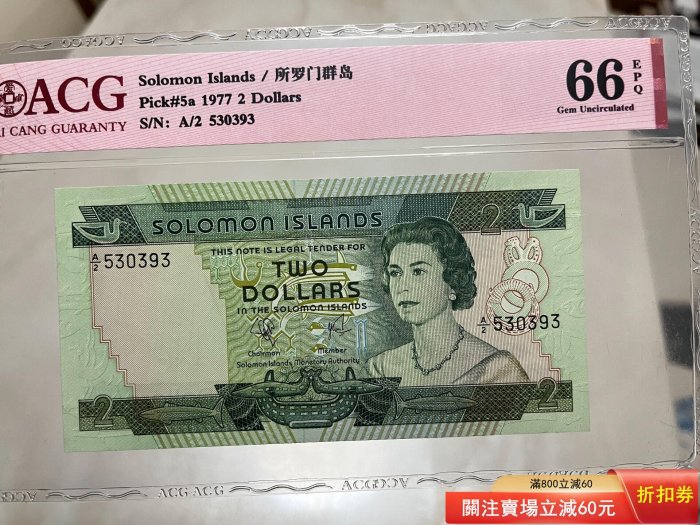 ACG
AI CANG GUARANTY
Solomon Islands / 所罗门群岛
Pick#5a 1977 2 Dollars
S/N: A/2 530393
66 EPQ
Gem Uncirculated
SOLOMON ISLANDS
2
A/2 530393
THIS NOTE IS LEGAL TENDER FOR
TWO
DOLLARS
IN THE SOLOMON ISLANDS
A/2 530393
Chairman Member
Solomon Islands Monetary Authority
2
2
ACG ACG
滿800立減60
關注賣場立減60元
折扣券